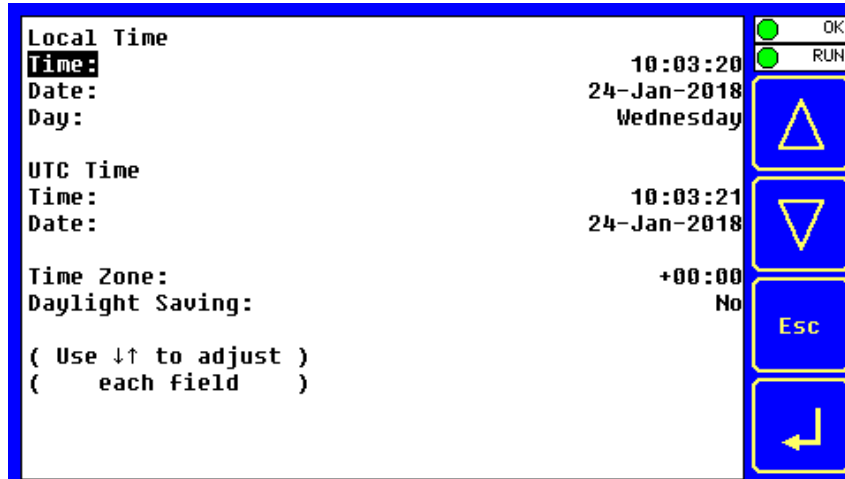 Local Time
Time: 10:03:20
Date: 24-Jan-2018
Day: Wednesday
UTC Time
Time: 10:03:21
Date: 24-Jan-2018
Time Zone: +00:00
Daylight Saving: No
( Use ↓↑ to adjust )
( each field )
OK
RUN
Esc